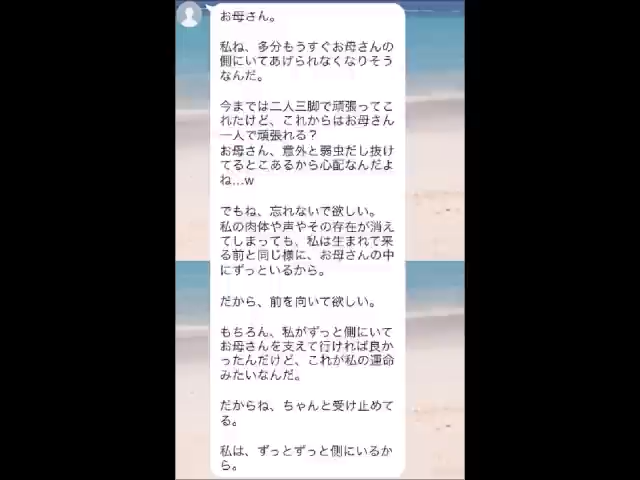 お母さん。
私ね、多分もうすぐお母さんの
側にいてあげられなくなりそう
なんだ。
今までは二人三脚で頑張ってこ
れたけど、これからはお母さん
一人で頑張れる？
お母さん、意外と弱虫だし抜け
てるとこあるから心配なんだよ
ね…w
でもね、忘れないで欲しい。
私の肉体や声やその存在が消え
てしまっても、私は生まれて来
る前と同じ様に、お母さんの中
にずっといるから。
だから、前を向いて欲しい。
もちろん、私がずっと側にいて
お母さんを支えて行ければ良か
ったんだけど、これが私の運命
みたいなんだ。
だからね、ちゃんと受け止めて
る。
私は、ずっとずっと側にいるか
ら。